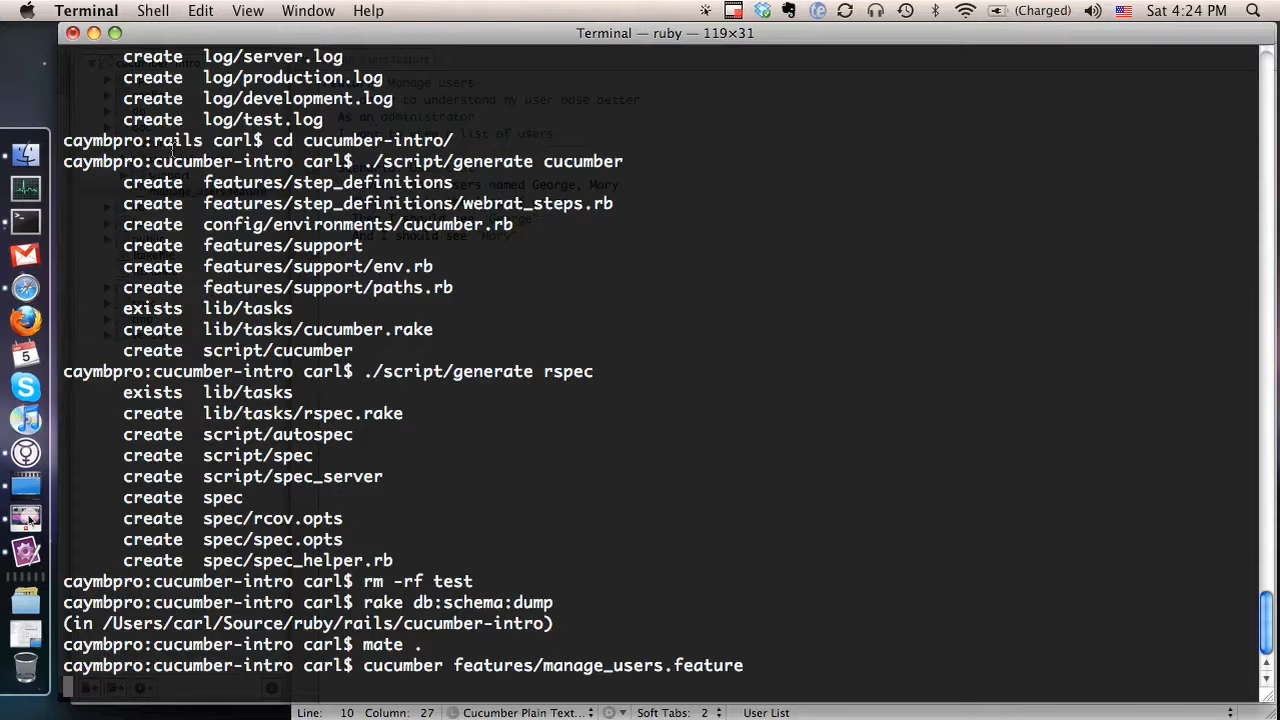 Terminal Shell Edit View Window Help (Charged) Sat 4:24 PM
Terminal — ruby — 119×31
create log/server.log
create log/production.log
create log/development.log
create log/test.log
caymbpro:rails carl$ cd cucumber-intro/
caymbpro:cucumber-intro carl$ ./script/generate cucumber
create features/step_definitions
create features/step_definitions/webrat_steps.rb
create config/environments/cucumber.rb
create features/support
create features/support/env.rb
create features/support/paths.rb
exists lib/tasks
create lib/tasks/cucumber.rake
create script/cucumber
caymbpro:cucumber-intro carl$ ./script/generate rspec
exists lib/tasks
create lib/tasks/rspec.rake
create script/autospec
create script/spec
create script/spec_server
create spec
create spec/rcov.opts
create spec/spec.opts
create spec/spec_helper.rb
caymbpro:cucumber-intro carl$ rm -rf test
caymbpro:cucumber-intro carl$ rake db:schema:dump
(in /Users/carl/Source/ruby/rails/cucumber-intro)
caymbpro:cucumber-intro carl$ mate .
caymbpro:cucumber-intro carl$ cucumber features/manage_users.feature
Line: 10 Column: 27 Cucumber Plain Text... Soft Tabs: 2 User List